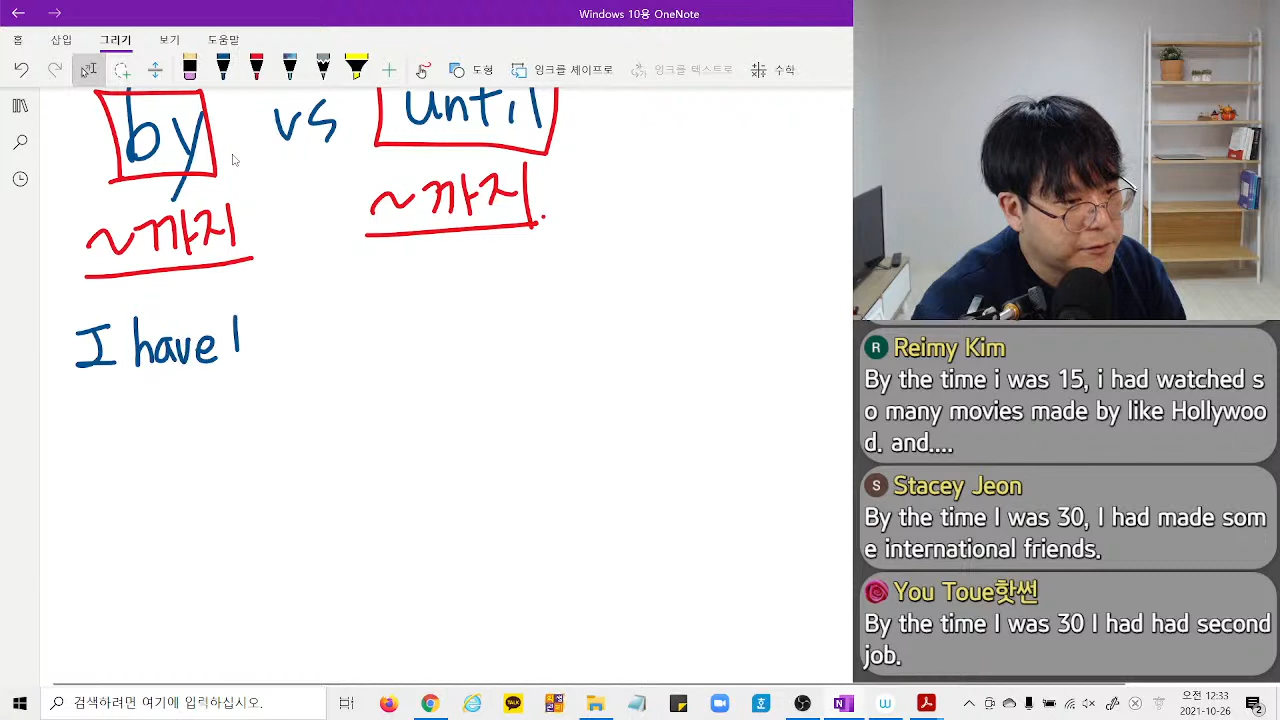 Windows 10용 OneNote
홈 삽입 그리기 보기 도움말
도형 잉크를 셰이프로 잉크를 텍스트로 수학
by vs until
~까지 ~까지.
I have l
R Reimy Kim
By the time i was 15, i had watched s
o many movies made by like Hollywoo
d. and....
S Stacey Jeon
By the time I was 30, I had made som
e international friends.
You Toue핫썬
By the time I was 30 I had had second
job.
검색하려면 여기에 입력하십시오.
오전 1:33
2021-10-26